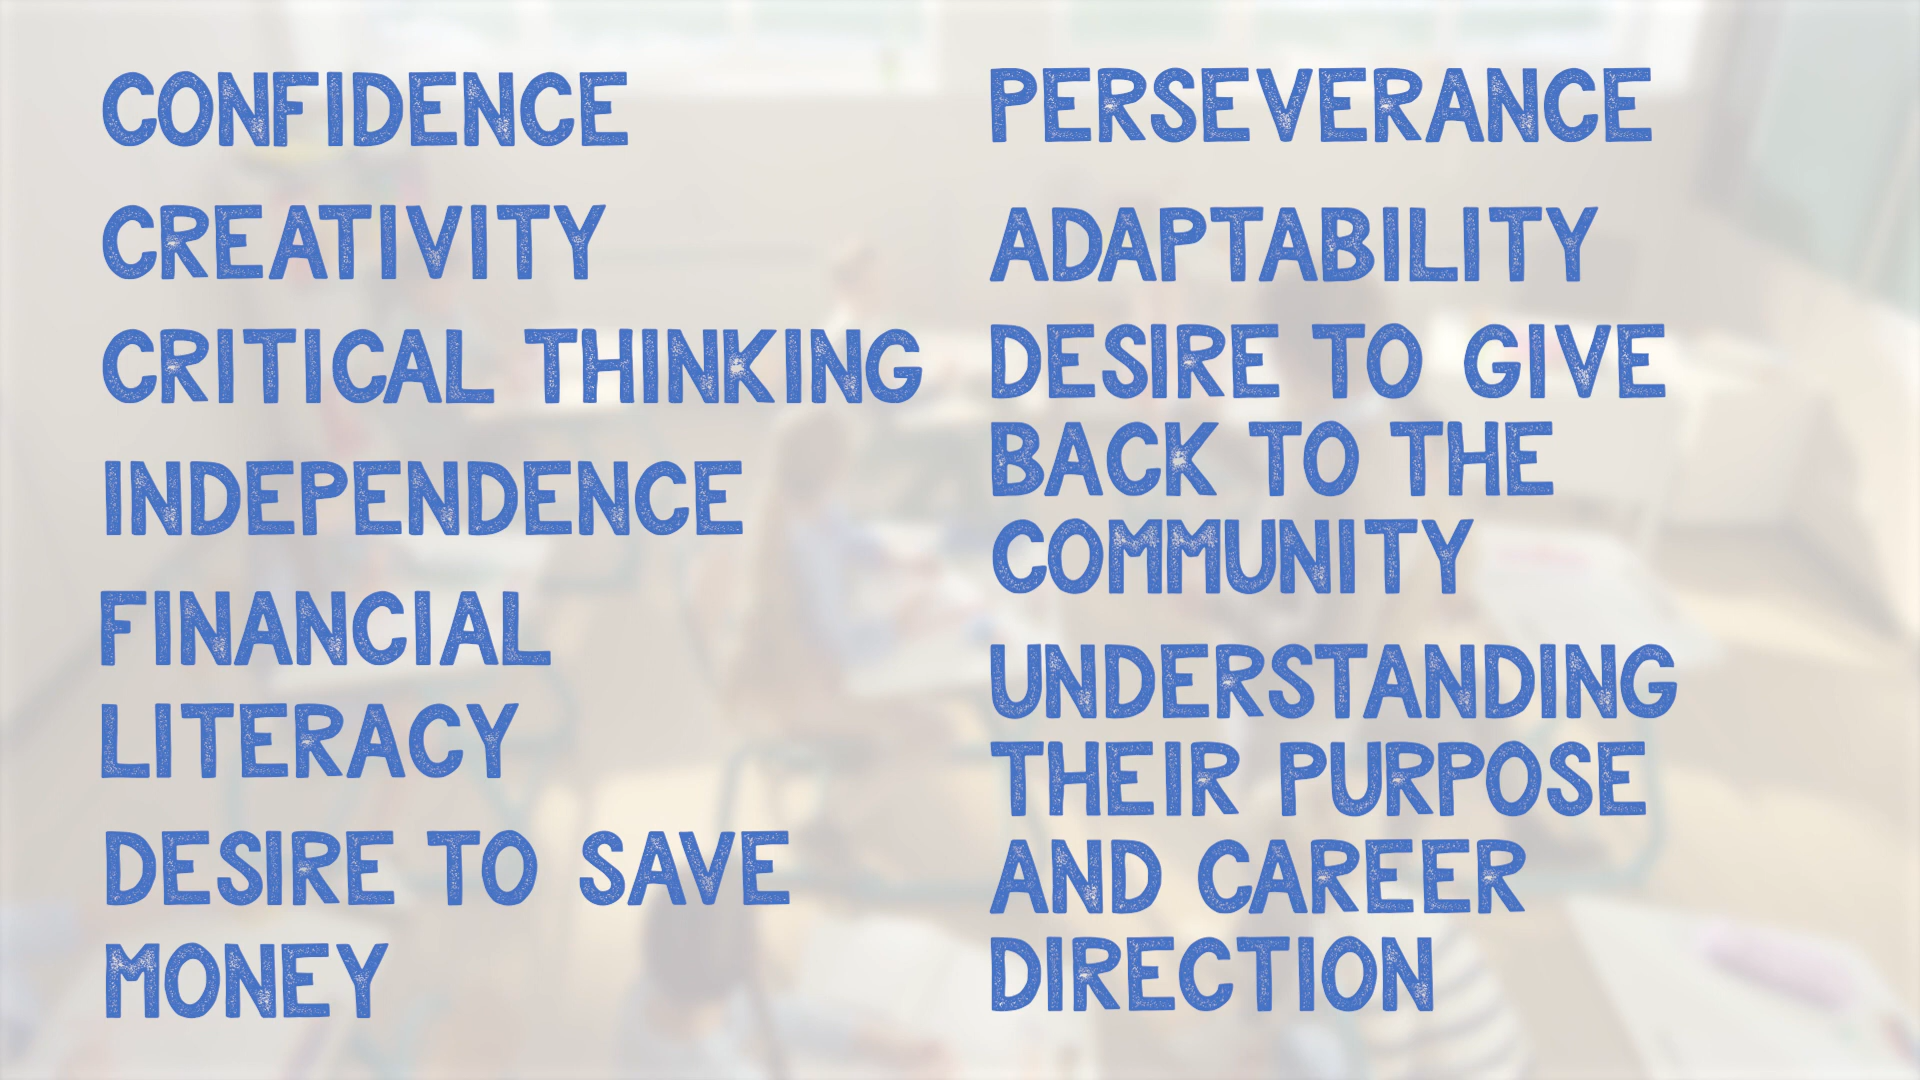 CONFIDENCE
CREATIVITY
CRITICAL THINKING
INDEPENDENCE
FINANCIAL
LITERACY
DESIRE TO SAVE
MONEY
PERSEVERANCE
ADAPTABILITY
DESIRE TO GIVE
BACK TO THE
COMMUNITY
UNDERSTANDING
THEIR PURPOSE
AND CAREER
DIRECTION